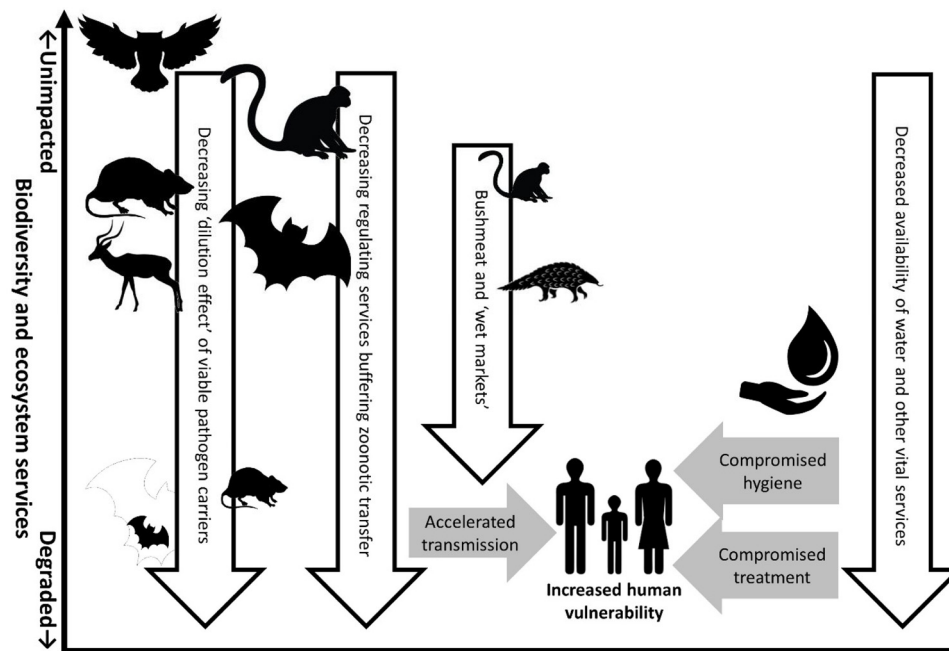 ←Degraded Unimpacted→
Biodiversity and ecosystem services
Decreasing 'dilution effect' of viable pathogen carriers
Decreasing regulating services buffering zoonotic transfer
Bushmeat and 'wet markets'
Decreased availability of water and other vital services
Accelerated
transmission
Compromised
hygiene
Compromised
treatment
Increased human
vulnerability